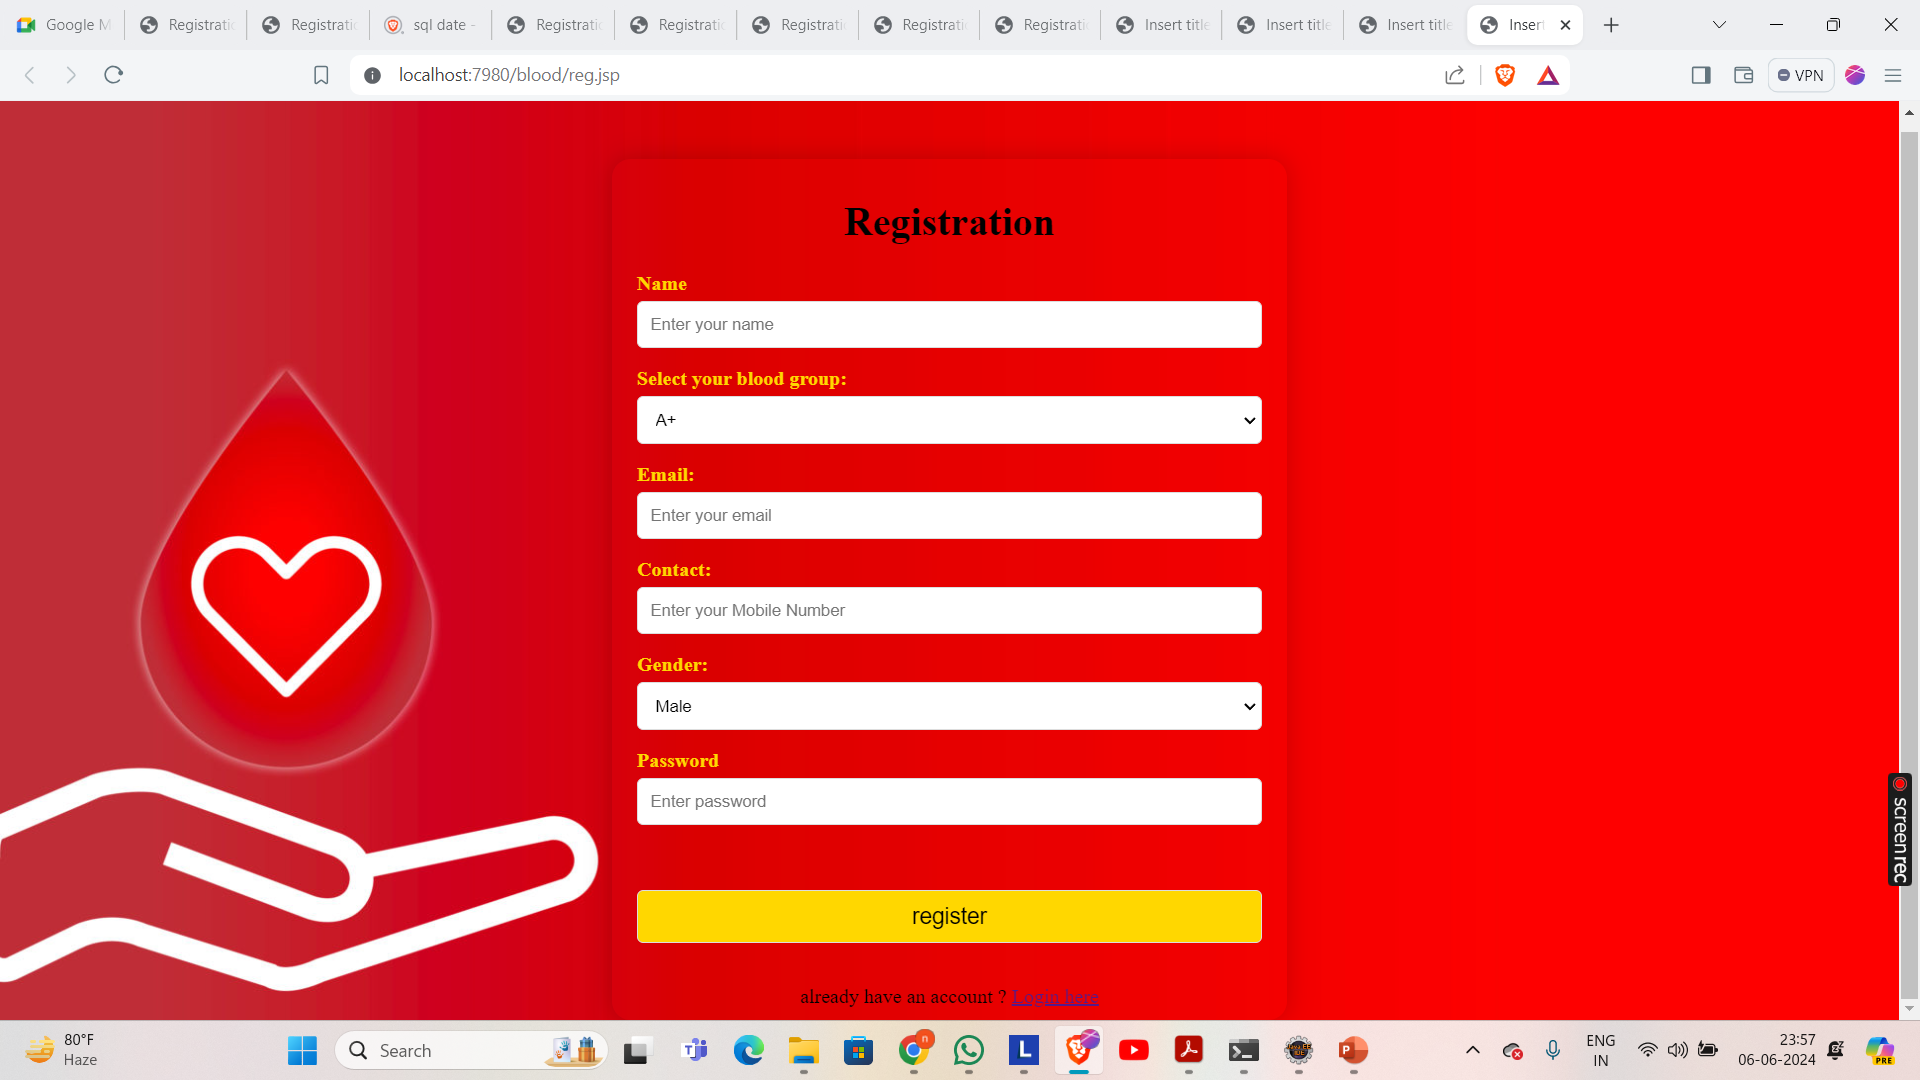 Google M
Registratio
Registratio
sql date -
Registratio
Registratio
Registratio
Registratio
Registratio
Insert title
Insert title
Insert title
Inser
localhost:7980/blood/reg.jsp
VPN
Registration
Name
Enter your name
Select your blood group:
A+
Email:
Enter your email
Contact:
Enter your Mobile Number
Gender:
Male
Password
Enter password
register
already have an account ? Login here
screenrec
80°F
Haze
Search
n
L
ENG
IN
23:57
06-06-2024
PRE